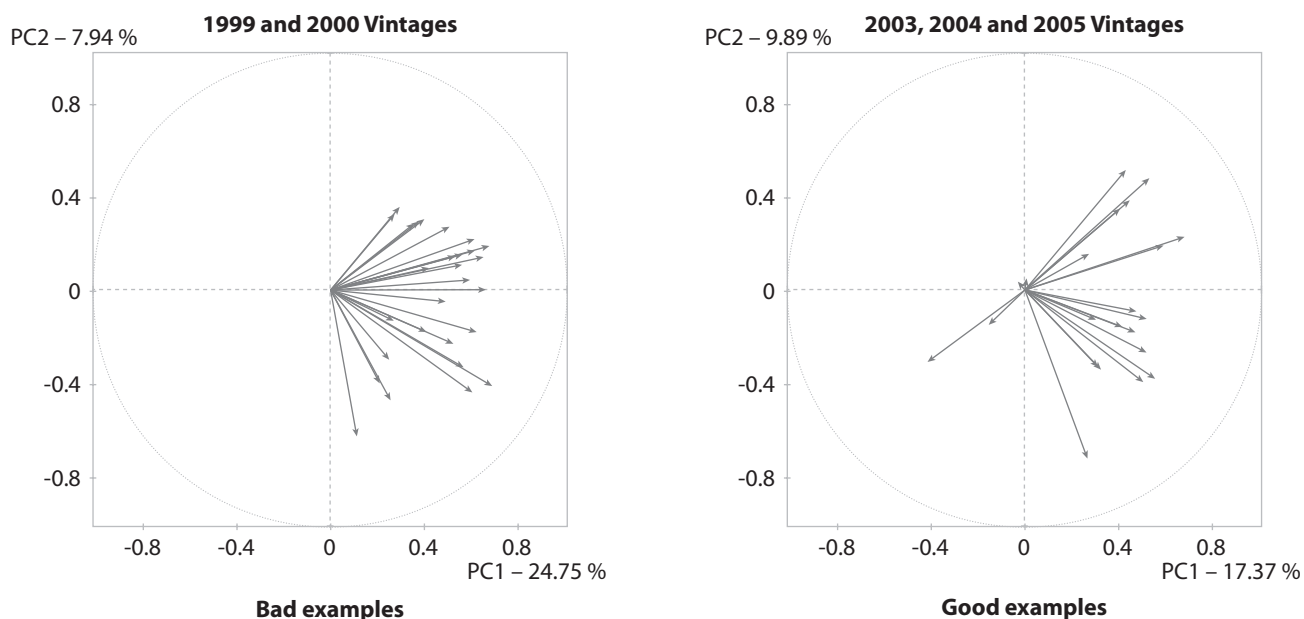 1999 and 2000 Vintages
PC2 – 7.94 %
0.8
0.4
0
-0.4
-0.8
-0.8 -0.4 0 0.4 0.8
PC1 – 24.75 %
Bad examples
2003, 2004 and 2005 Vintages
PC2 – 9.89 %
0.8
0.4
0
-0.4
-0.8
-0.8 -0.4 0 0.4 0.8
PC1 – 17.37 %
Good examples